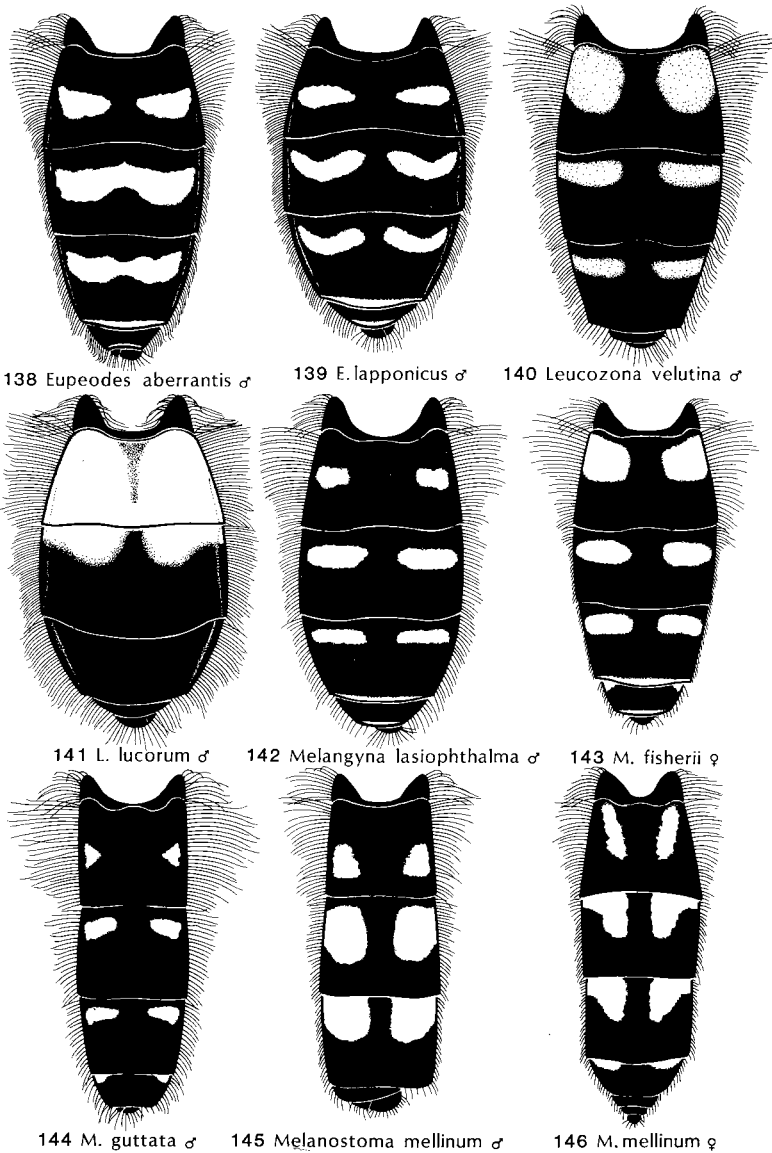 138 Eupeodes aberrantis ♂
139 E. lapponicus ♂
140 Leucozona velutina ♂
141 L. lucorum ♂
142 Melangyna lasiophthalma ♂
143 M. fisherii ♀
144 M. guttata ♂
145 Melanostoma mellinum ♂
146 M. mellinum ♀